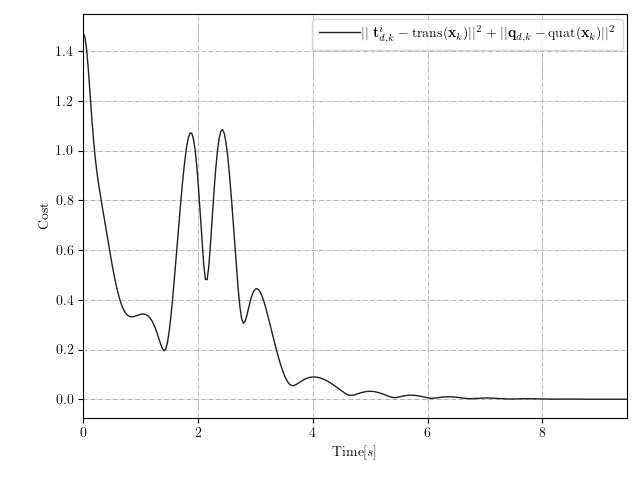 || t^i_{d,k} − trans(x_k)||^2 + ||q_{d,k} − quat(x_k)||^2
1.4
1.2
1.0
0.8
0.6
0.4
0.2
0.0
Cost
0 2 4 6 8
Time[s]